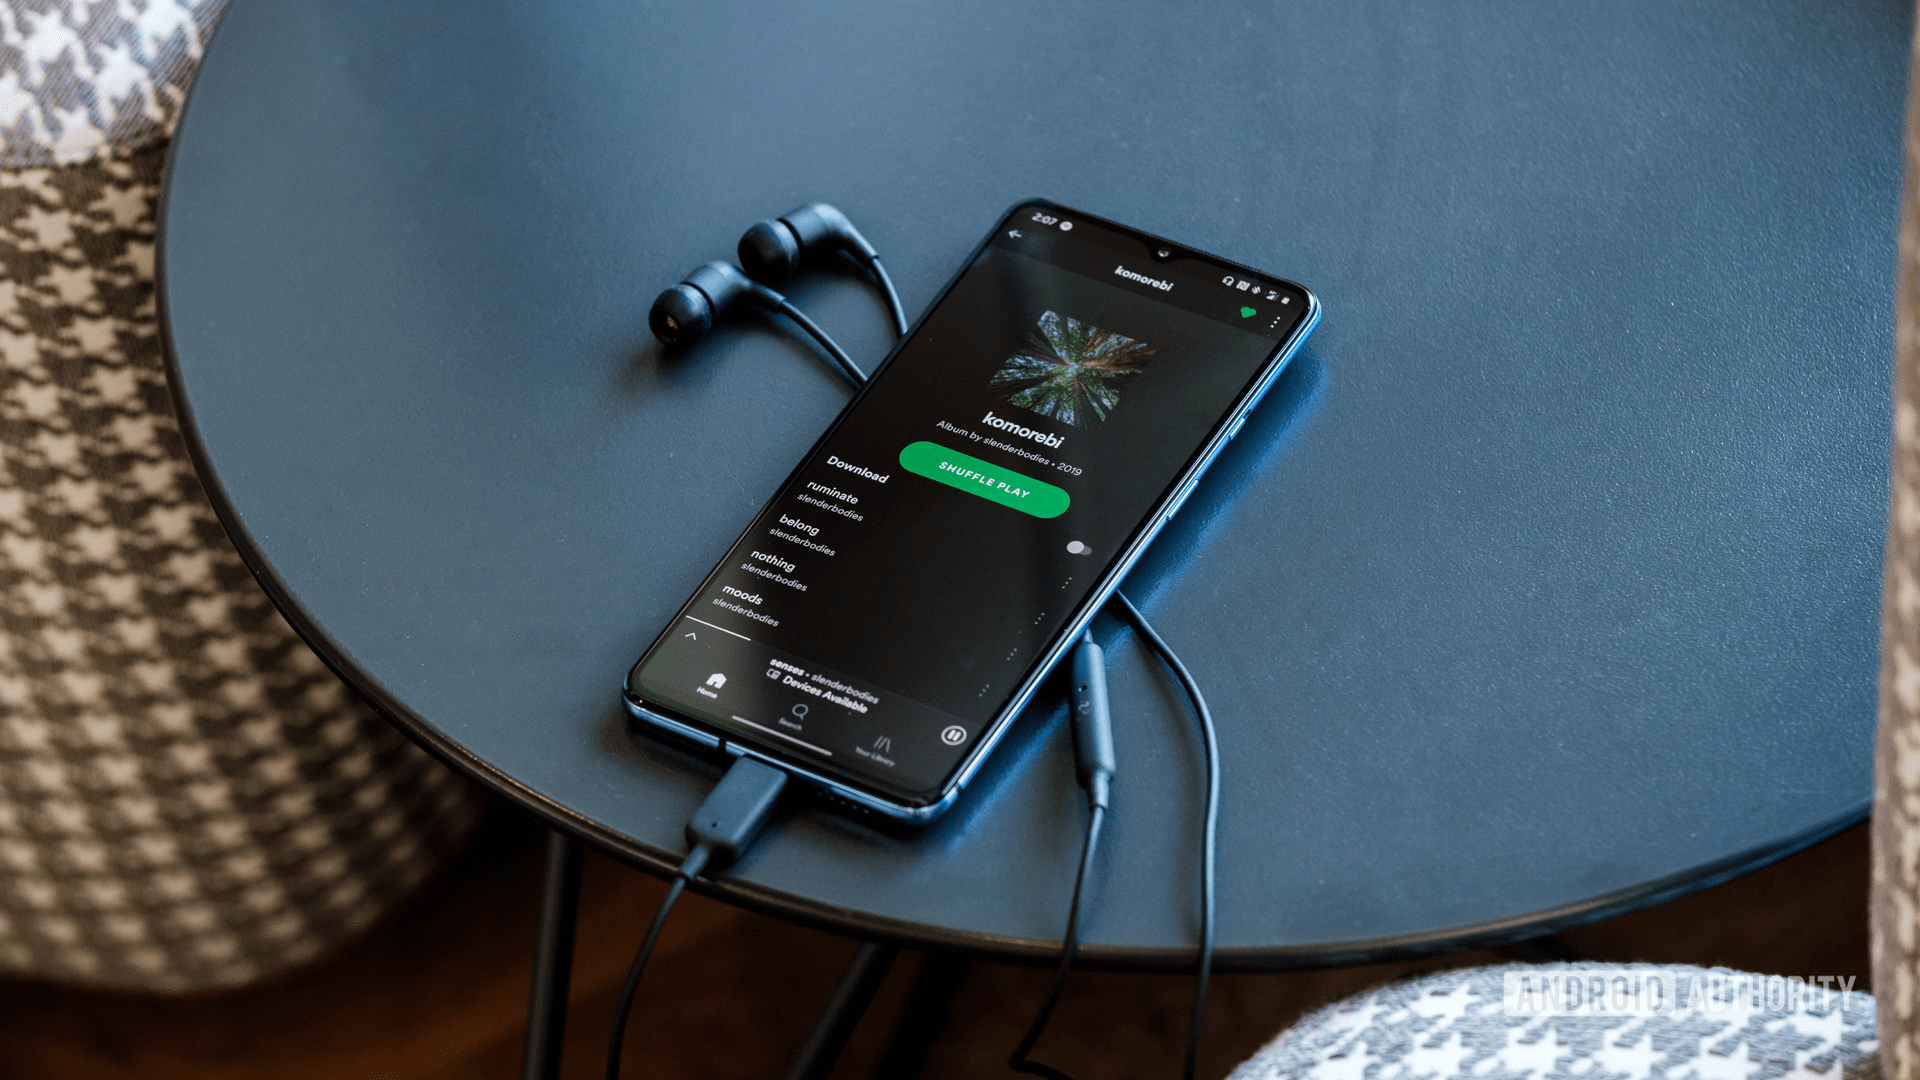 2:07
komorebi
komorebi
Album by slenderbodies • 2019
SHUFFLE PLAY
Download
ruminate
slenderbodies
belong
slenderbodies
nothing
slenderbodies
moods
slenderbodies
senses • slenderbodies
Devices Available
Home
Search
Your Library
ANDROID AUTHORITY